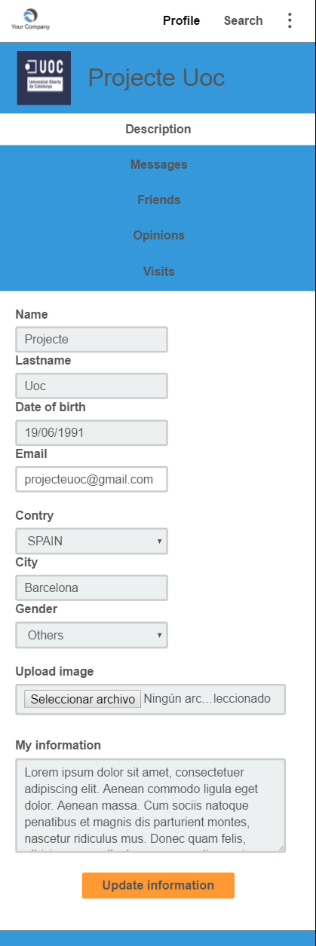 Your Company
Profile
Search
UOC
Universitat Oberta
de Catalunya
Projecte Uoc
Description
Messages
Friends
Opinions
Visits
Name
Projecte
Lastname
Uoc
Date of birth
19/06/1991
Email
projecteuoc@gmail.com
Contry
SPAIN
City
Barcelona
Gender
Others
Upload image
Seleccionar archivo Ningún arc...leccionado
My information
Lorem ipsum dolor sit amet, consectetuer
adipiscing elit. Aenean commodo ligula eget
dolor. Aenean massa. Cum sociis natoque
penatibus et magnis dis parturient montes,
nascetur ridiculus mus. Donec quam felis,
Update information